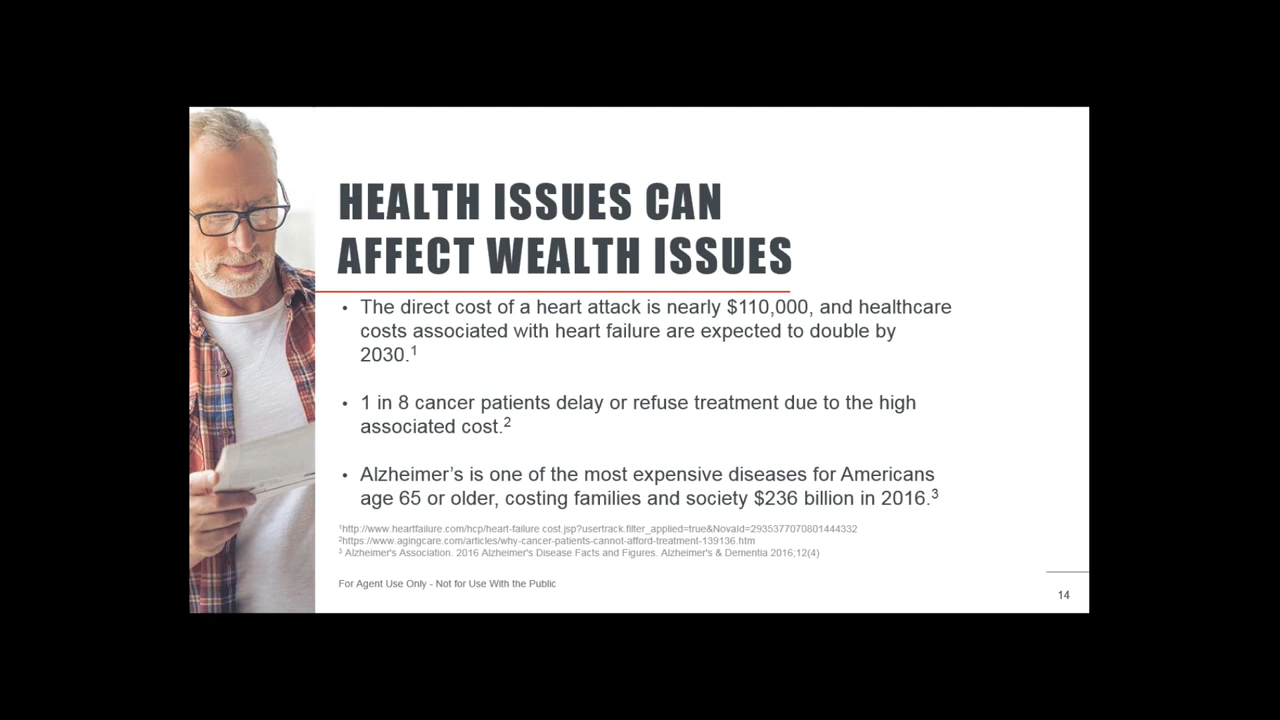 HEALTH ISSUES CAN
AFFECT WEALTH ISSUES
• The direct cost of a heart attack is nearly $110,000, and healthcare
costs associated with heart failure are expected to double by
2030.1
• 1 in 8 cancer patients delay or refuse treatment due to the high
associated cost.2
• Alzheimer's is one of the most expensive diseases for Americans
age 65 or older, costing families and society $236 billion in 2016.3
1http://www.heartfailure.com/hcp/heart-failure cost.jsp?usertrack.filter_applied=true&NovaId=2935377070801444332
2https://www.agingcare.com/articles/why-cancer-patients-cannot-afford-treatment-139136.htm
3 Alzheimer's Association. 2016 Alzheimer's Disease Facts and Figures. Alzheimer's & Dementia 2016;12(4)
For Agent Use Only - Not for Use With the Public
14